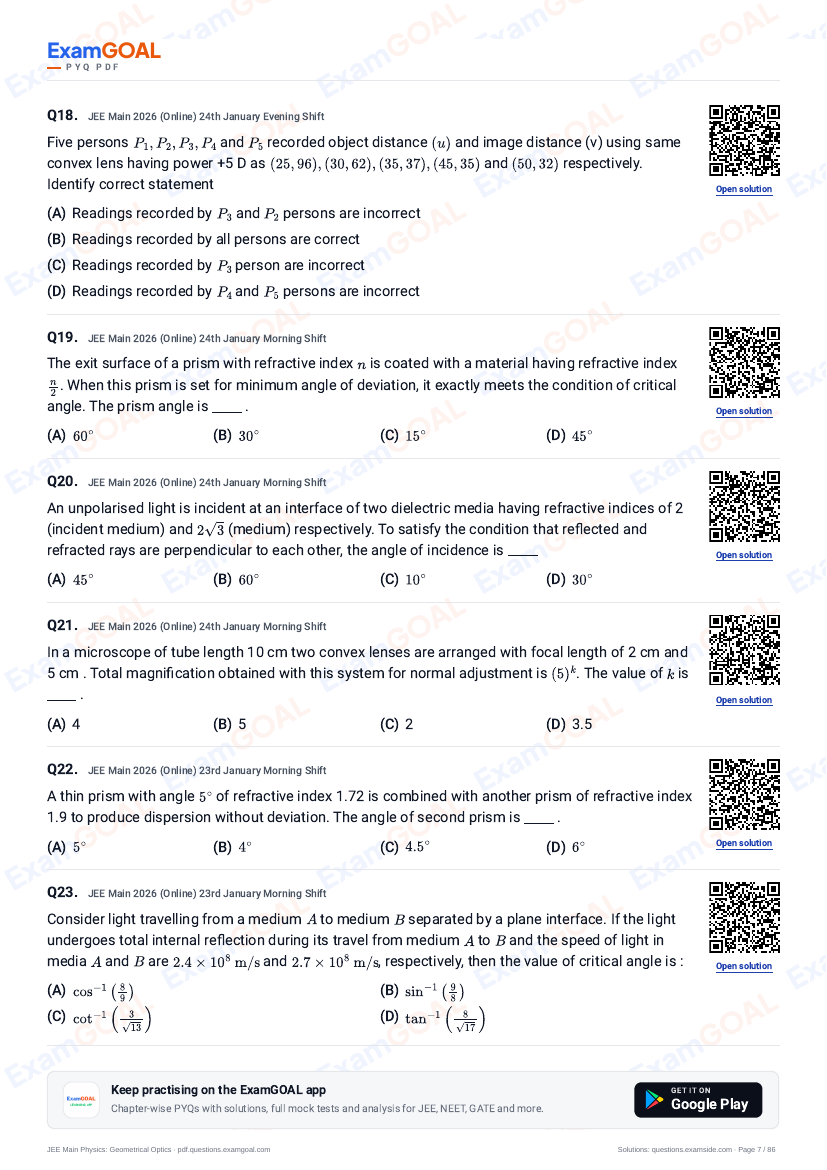 ExamGOAL
PYQ PDF
Q18. JEE Main 2026 (Online) 24th January Evening Shift
Five persons P₁, P₂, P₃, P₄ and P₅ recorded object distance (u) and image distance (v) using same
convex lens having power +5 D as (25, 96), (30, 62), (35, 37), (45, 35) and (50, 32) respectively.
Identify correct statement
(A) Readings recorded by P₃ and P₂ persons are incorrect
(B) Readings recorded by all persons are correct
(C) Readings recorded by P₃ person are incorrect
(D) Readings recorded by P₄ and P₅ persons are incorrect
Open solution
Q19. JEE Main 2026 (Online) 24th January Morning Shift
The exit surface of a prism with refractive index n is coated with a material having refractive index
n/2. When this prism is set for minimum angle of deviation, it exactly meets the condition of critical
angle. The prism angle is ____ .
(A) 60° (B) 30° (C) 15° (D) 45°
Open solution
Q20. JEE Main 2026 (Online) 24th January Morning Shift
An unpolarised light is incident at an interface of two dielectric media having refractive indices of 2
(incident medium) and 2√3 (medium) respectively. To satisfy the condition that reflected and
refracted rays are perpendicular to each other, the angle of incidence is ____
(A) 45° (B) 60° (C) 10° (D) 30°
Open solution
Q21. JEE Main 2026 (Online) 24th January Morning Shift
In a microscope of tube length 10 cm two convex lenses are arranged with focal length of 2 cm and
5 cm . Total magnification obtained with this system for normal adjustment is (5)ᵏ. The value of k is
____ .
(A) 4 (B) 5 (C) 2 (D) 3.5
Open solution
Q22. JEE Main 2026 (Online) 23rd January Morning Shift
A thin prism with angle 5° of refractive index 1.72 is combined with another prism of refractive index
1.9 to produce dispersion without deviation. The angle of second prism is ____ .
(A) 5° (B) 4° (C) 4.5° (D) 6°
Open solution
Q23. JEE Main 2026 (Online) 23rd January Morning Shift
Consider light travelling from a medium A to medium B separated by a plane interface. If the light
undergoes total internal reflection during its travel from medium A to B and the speed of light in
media A and B are 2.4 × 10⁸ m/s and 2.7 × 10⁸ m/s, respectively, then the value of critical angle is :
(A) cos⁻¹ (8/9) (B) sin⁻¹ (9/8)
(C) cot⁻¹ (3/√13) (D) tan⁻¹ (8/√17)
Open solution
ExamGOAL
Keep practising on the ExamGOAL app
Chapter-wise PYQs with solutions, full mock tests and analysis for JEE, NEET, GATE and more.
GET IT ON
Google Play
JEE Main Physics: Geometrical Optics · pdf.questions.examgoal.com
Solutions: questions.examside.com · Page 7 / 86